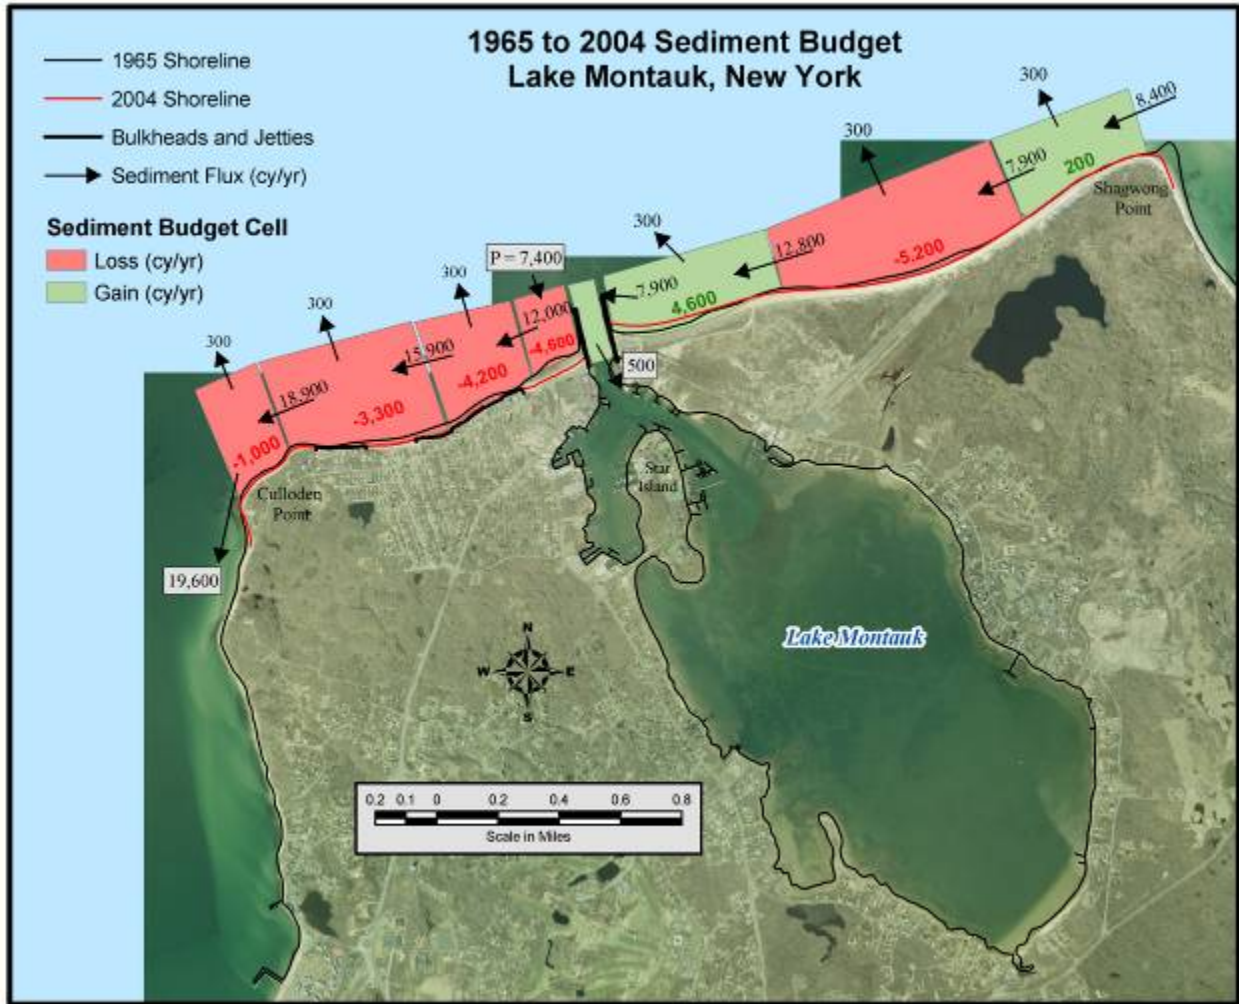 1965 to 2004 Sediment Budget
Lake Montauk, New York
1965 Shoreline
2004 Shoreline
Bulkheads and Jetties
Sediment Flux (cy/yr)
Sediment Budget Cell
Loss (cy/yr)
Gain (cy/yr)
300
8,400
300
7,900
200
Shagwong
Point
300
12,800
-5,200
P = 7,400
300
7,900
4,600
300
12,000
-4,600
500
300
15,900
-4,200
18,900
-3,300
-1,000
Culloden
Point
Star
Island
19,600
Lake Montauk
N
W
E
S
0.2 0.1 0 0.2 0.4 0.6 0.8
Scale in Miles